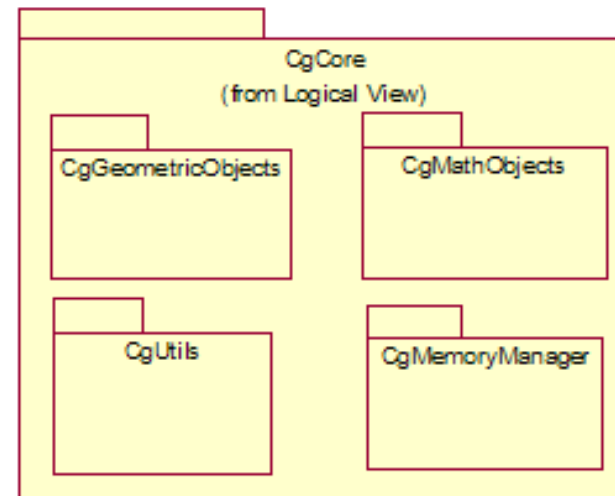 CgCore
(from Logical View)
CgGeometricObjects
CgMathObjects
CgUtils
CgMemoryManager